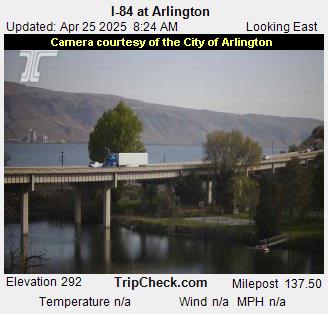 I-84 at Arlington
Updated: Apr 25 2025 8:24 AM Looking East
Camera courtesy of the City of Arlington
Elevation 292 TripCheck.com Milepost 137.50
Temperature n/a Wind n/a MPH n/a